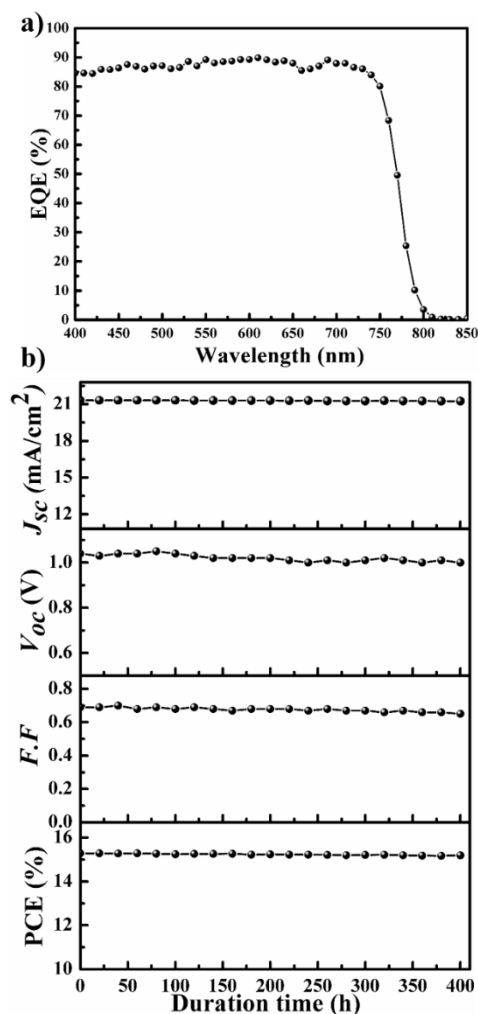 a)
100
90
80
70
60
50
40
30
20
10
0
EQE (%)
400 450 500 550 600 650 700 750 800 850
Wavelength (nm)
b)
21
18
15
12
Jsc (mA/cm²)
1.0
0.8
0.6
Voc (V)
0.8
0.6
0.4
0.2
0.0
F.F
16
14
12
10
PCE (%)
0 50 100 150 200 250 300 350 400
Duration time (h)